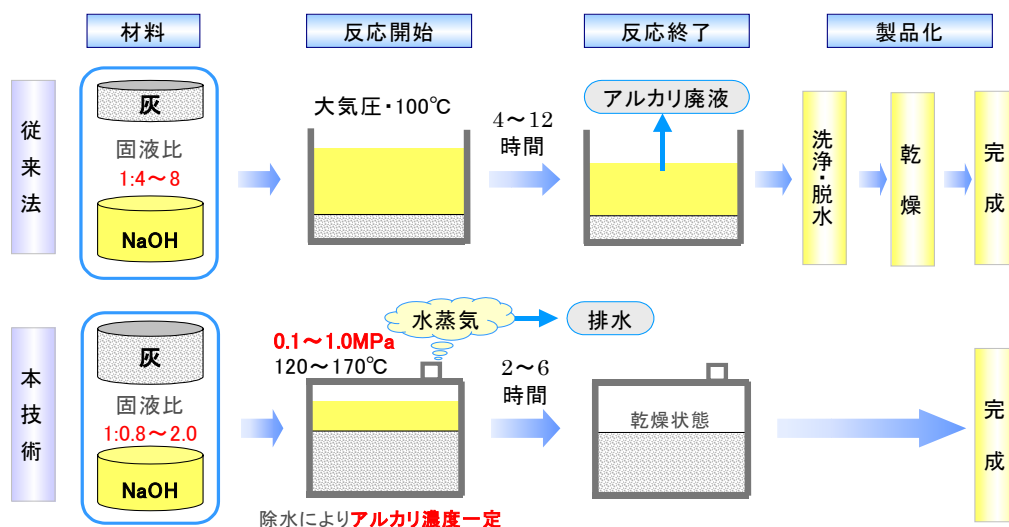 材料
反応開始
反応終了
製品化
従来法
灰
固液比
1:4～8
NaOH
大気圧・100℃
4～12
時間
アルカリ廃液
洗浄・脱水
乾燥
完成
本技術
灰
固液比
1:0.8～2.0
NaOH
水蒸気
排水
0.1～1.0MPa
120～170℃
2～6
時間
乾燥状態
完成
除水によりアルカリ濃度一定